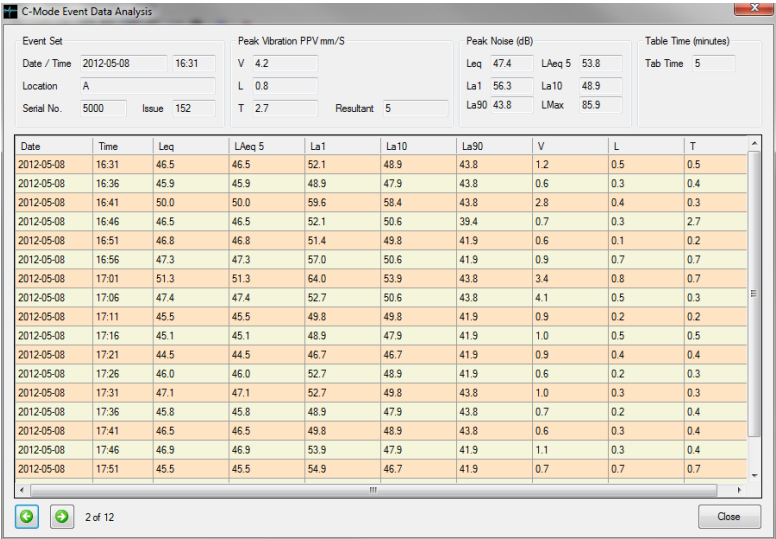 C-Mode Event Data Analysis
Event Set Peak Vibration PPV mm/S Peak Noise (dB) Table Time (minutes)
Date / Time 2012-05-08 16:31 V 4.2 Leq 47.4 LAeq 5 53.8 Tab Time 5
Location A L 0.8 La1 56.3 La10 48.9
Serial No. 5000 Issue 152 T 2.7 Resultant 5 La90 43.8 LMax 85.9
Date Time Leq LAeq 5 La1 La10 La90 V L T
2012-05-08 16:31 46.5 46.5 52.1 48.9 43.8 1.2 0.5 0.5
2012-05-08 16:36 45.9 45.9 48.9 47.9 43.8 0.6 0.3 0.4
2012-05-08 16:41 50.0 50.0 59.6 58.4 43.8 2.8 0.4 0.3
2012-05-08 16:46 46.5 46.5 52.1 50.6 39.4 0.7 0.3 2.7
2012-05-08 16:51 46.8 46.8 51.4 49.8 41.9 0.6 0.1 0.2
2012-05-08 16:56 47.3 47.3 57.0 50.6 41.9 0.9 0.7 0.7
2012-05-08 17:01 51.3 51.3 64.0 53.9 43.8 3.4 0.8 0.7
2012-05-08 17:06 47.4 47.4 52.7 50.6 43.8 4.1 0.5 0.3
2012-05-08 17:11 45.5 45.5 49.8 49.8 41.9 0.9 0.2 0.2
2012-05-08 17:16 45.1 45.1 48.9 47.9 41.9 1.0 0.5 0.5
2012-05-08 17:21 44.5 44.5 46.7 46.7 41.9 0.9 0.4 0.4
2012-05-08 17:26 46.0 46.0 52.7 48.9 41.9 0.6 0.2 0.3
2012-05-08 17:31 47.1 47.1 52.7 49.8 43.8 1.0 0.3 0.3
2012-05-08 17:36 45.8 45.8 48.9 47.9 43.8 0.7 0.2 0.4
2012-05-08 17:41 46.5 46.5 49.8 48.9 43.8 0.6 0.3 0.4
2012-05-08 17:46 46.9 46.9 53.9 47.9 41.9 1.1 0.3 0.4
2012-05-08 17:51 45.5 45.5 54.9 46.7 41.9 0.7 0.7 0.7
2 of 12 Close